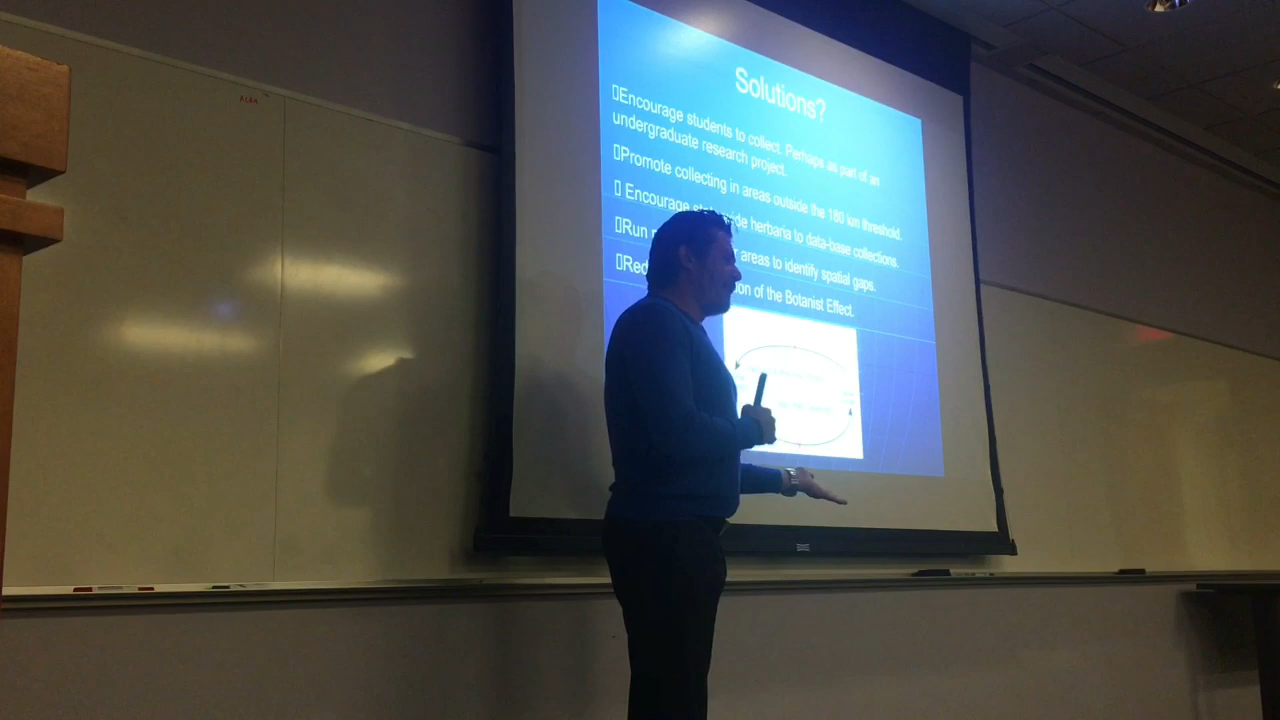 ACAA
Solutions?
Encourage students to collect. Perhaps as part of an
undergraduate research project.
Promote collecting in areas outside the 180 km threshold.
Encourage herbaria to data-base collections.
Run areas to identify spatial gaps.
of the Botanist Effect.